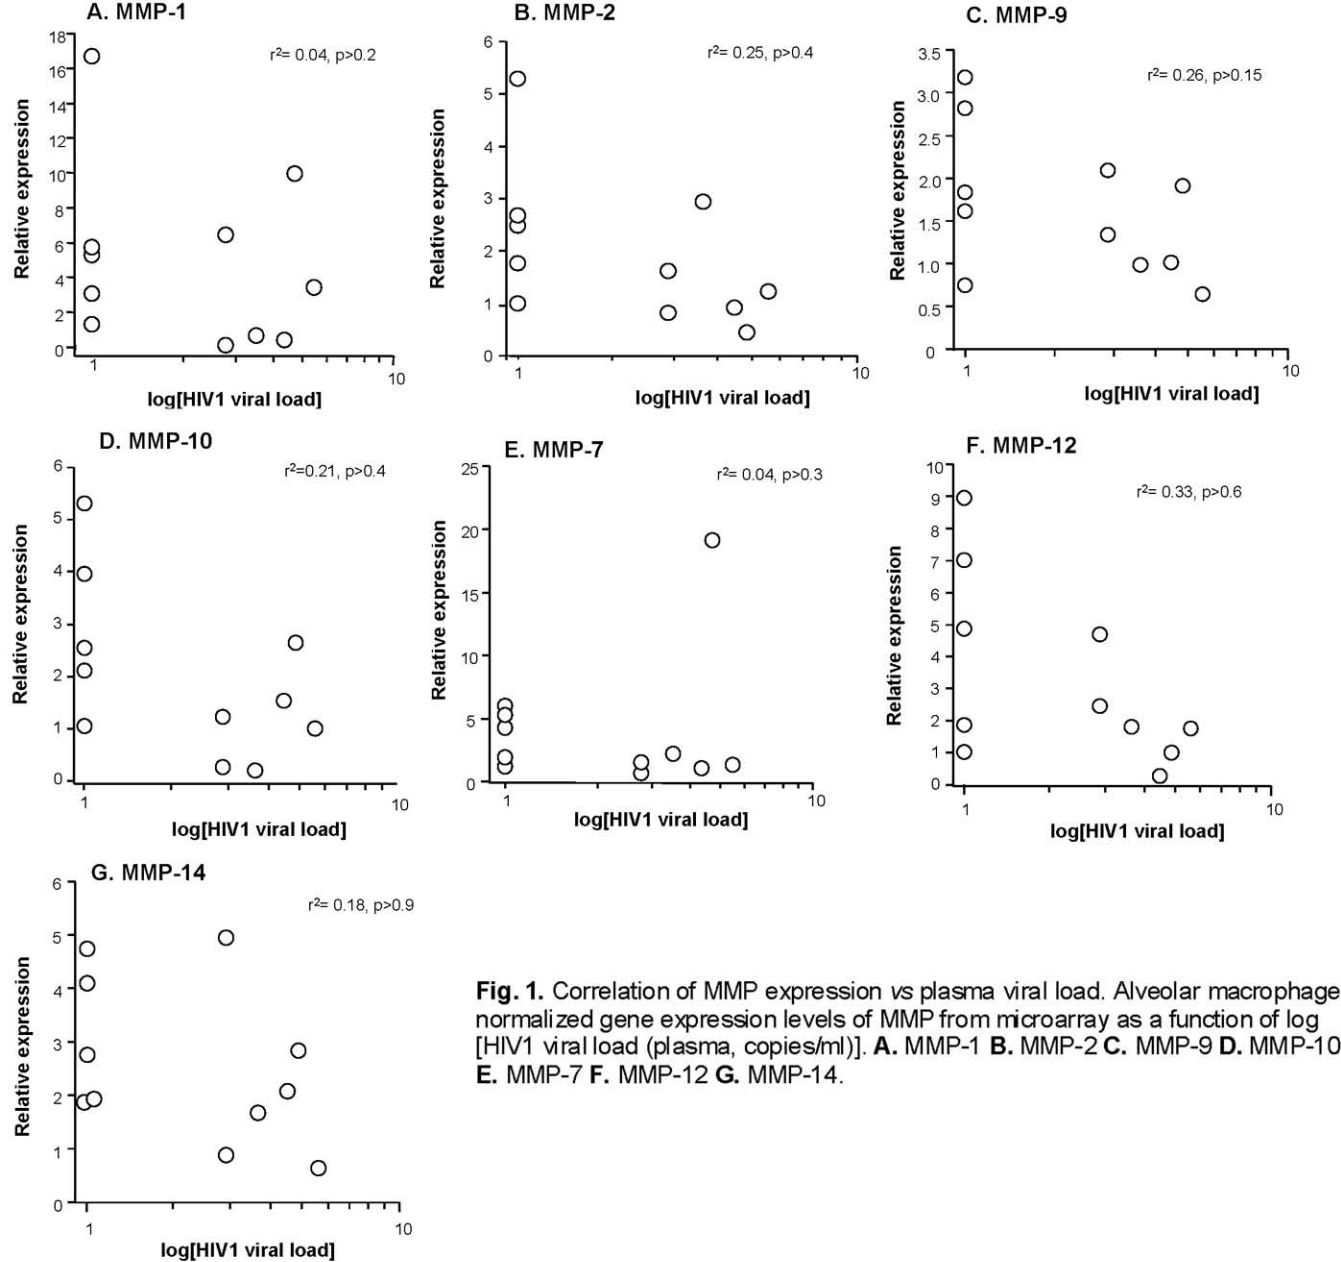 A. MMP-1
r²= 0.04, p>0.2
Relative expression
18
16
14
12
10
8
6
4
2
0
1
10
log[HIV1 viral load]
B. MMP-2
r²= 0.25, p>0.4
Relative expression
6
5
4
3
2
1
0
1
10
log[HIV1 viral load]
C. MMP-9
r²= 0.26, p>0.15
Relative expression
3.5
3.0
2.5
2.0
1.5
1.0
0.5
0
1
10
log[HIV1 viral load]
D. MMP-10
r²=0.21, p>0.4
Relative expression
6
5
4
3
2
1
0
1
10
log[HIV1 viral load]
E. MMP-7
r²= 0.04, p>0.3
Relative expression
25
20
15
10
5
0
1
10
log[HIV1 viral load]
F. MMP-12
r²= 0.33, p>0.6
Relative expression
10
9
8
7
6
5
4
3
2
1
0
1
10
log[HIV1 viral load]
G. MMP-14
r²= 0.18, p>0.9
Relative expression
6
5
4
3
2
1
0
1
10
log[HIV1 viral load]
Fig. 1. Correlation of MMP expression vs plasma viral load. Alveolar macrophage
normalized gene expression levels of MMP from microarray as a function of log
[HIV1 viral load (plasma, copies/ml)]. A. MMP-1 B. MMP-2 C. MMP-9 D. MMP-10
E. MMP-7 F. MMP-12 G. MMP-14.